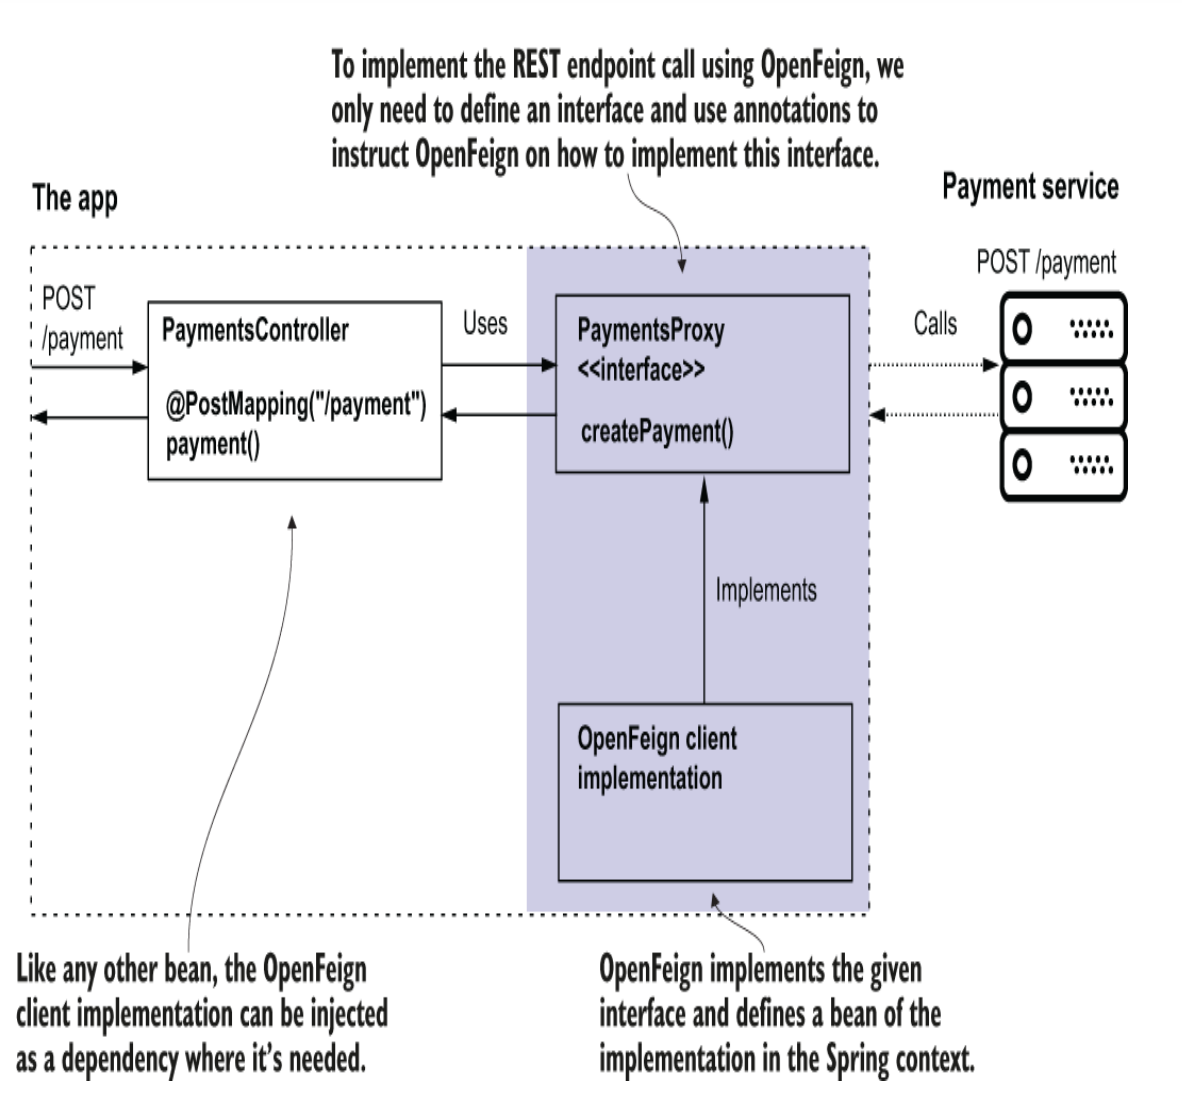 To implement the REST endpoint call using OpenFeign, we
only need to define an interface and use annotations to
instruct OpenFeign on how to implement this interface.
The app
Payment service
POST
/payment
PaymentsController
@PostMapping("/payment")
payment()
Uses
PaymentsProxy
<<interface>>
createPayment()
Calls
POST /payment
Implements
OpenFeign client
implementation
Like any other bean, the OpenFeign
client implementation can be injected
as a dependency where it's needed.
OpenFeign implements the given
interface and defines a bean of the
implementation in the Spring context.